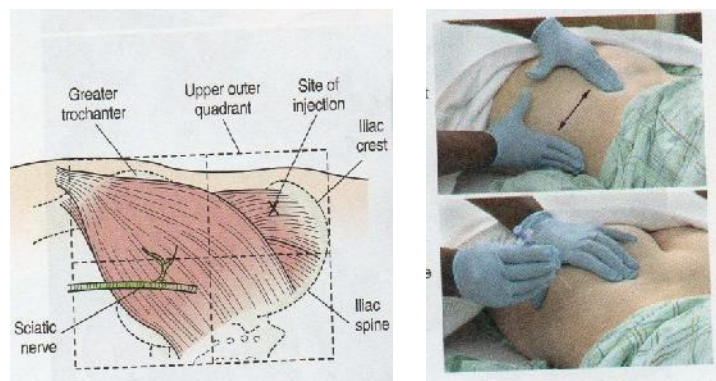 Greater
trochanter
Upper outer
quadrant
Site of
injection
Iliac
crest
X
Sciatic
nerve
Iliac
spine
t
e